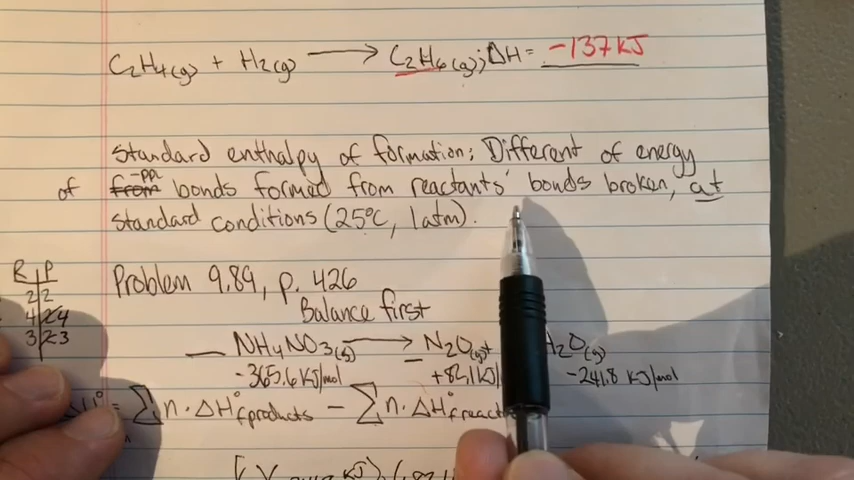 C2H4(g) + H2(g) → C2H6(g); ΔH = -137 KJ
Standard enthalpy of formation: Different of energy
of from bonds formed from reactants' bonds broken, at
standard conditions (25°C, 1atm).
Problem 9.89, p. 426
Balance first
R P
2 2
4 4
3 3
NH4NO3(g) → N2O(g) + H2O(g)
-365.6 KJ/mol +82.1 KJ/ -241.8 KJ/mol
H° = Σ n · ΔH°f products - Σ n · ΔH°f react